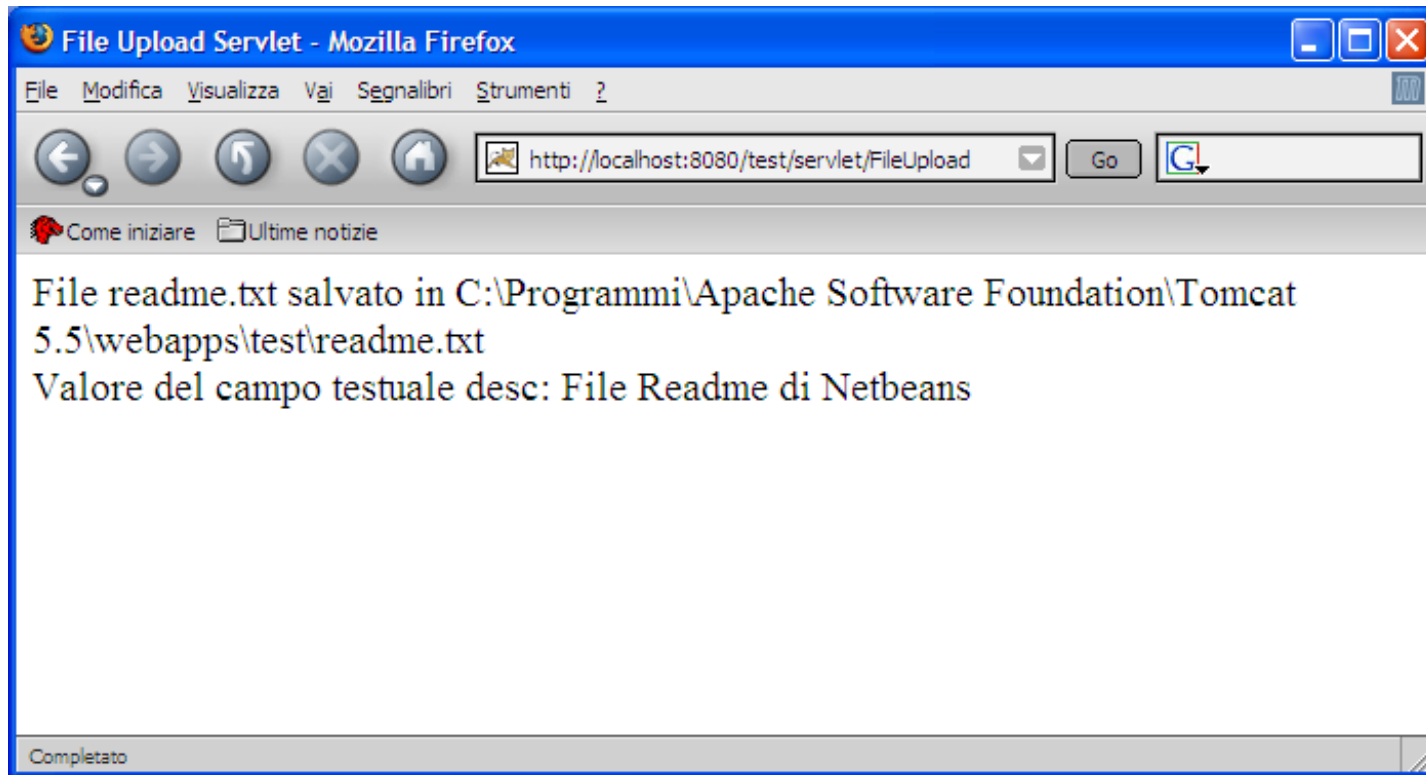 File Upload Servlet - Mozilla Firefox
File Modifica Visualizza Vai Segnalibri Strumenti ?
http://localhost:8080/test/servlet/FileUpload Go G
Come iniziare Ultime notizie
File readme.txt salvato in C:\Programmi\Apache Software Foundation\Tomcat
5.5\webapps\test\readme.txt
Valore del campo testuale desc: File Readme di Netbeans
Completato